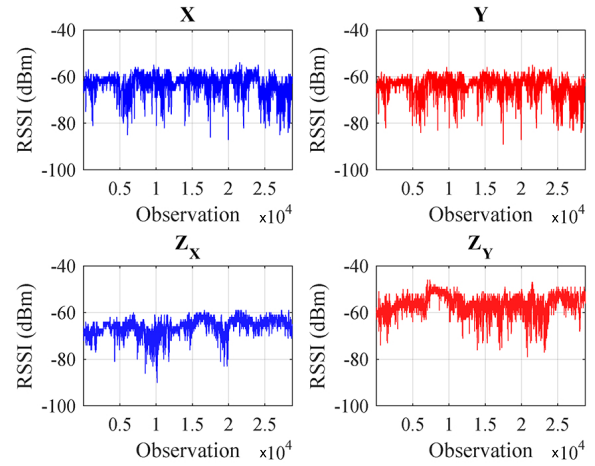 X
Y
-40
-60
-80
-100
RSSI (dBm)
0.5 1 1.5 2 2.5
Observation ×10^4
-40
-60
-80
-100
RSSI (dBm)
0.5 1 1.5 2 2.5
Observation ×10^4
Z_X
Z_Y
-40
-60
-80
-100
RSSI (dBm)
0.5 1 1.5 2 2.5
Observation ×10^4
-40
-60
-80
-100
RSSI (dBm)
0.5 1 1.5 2 2.5
Observation ×10^4